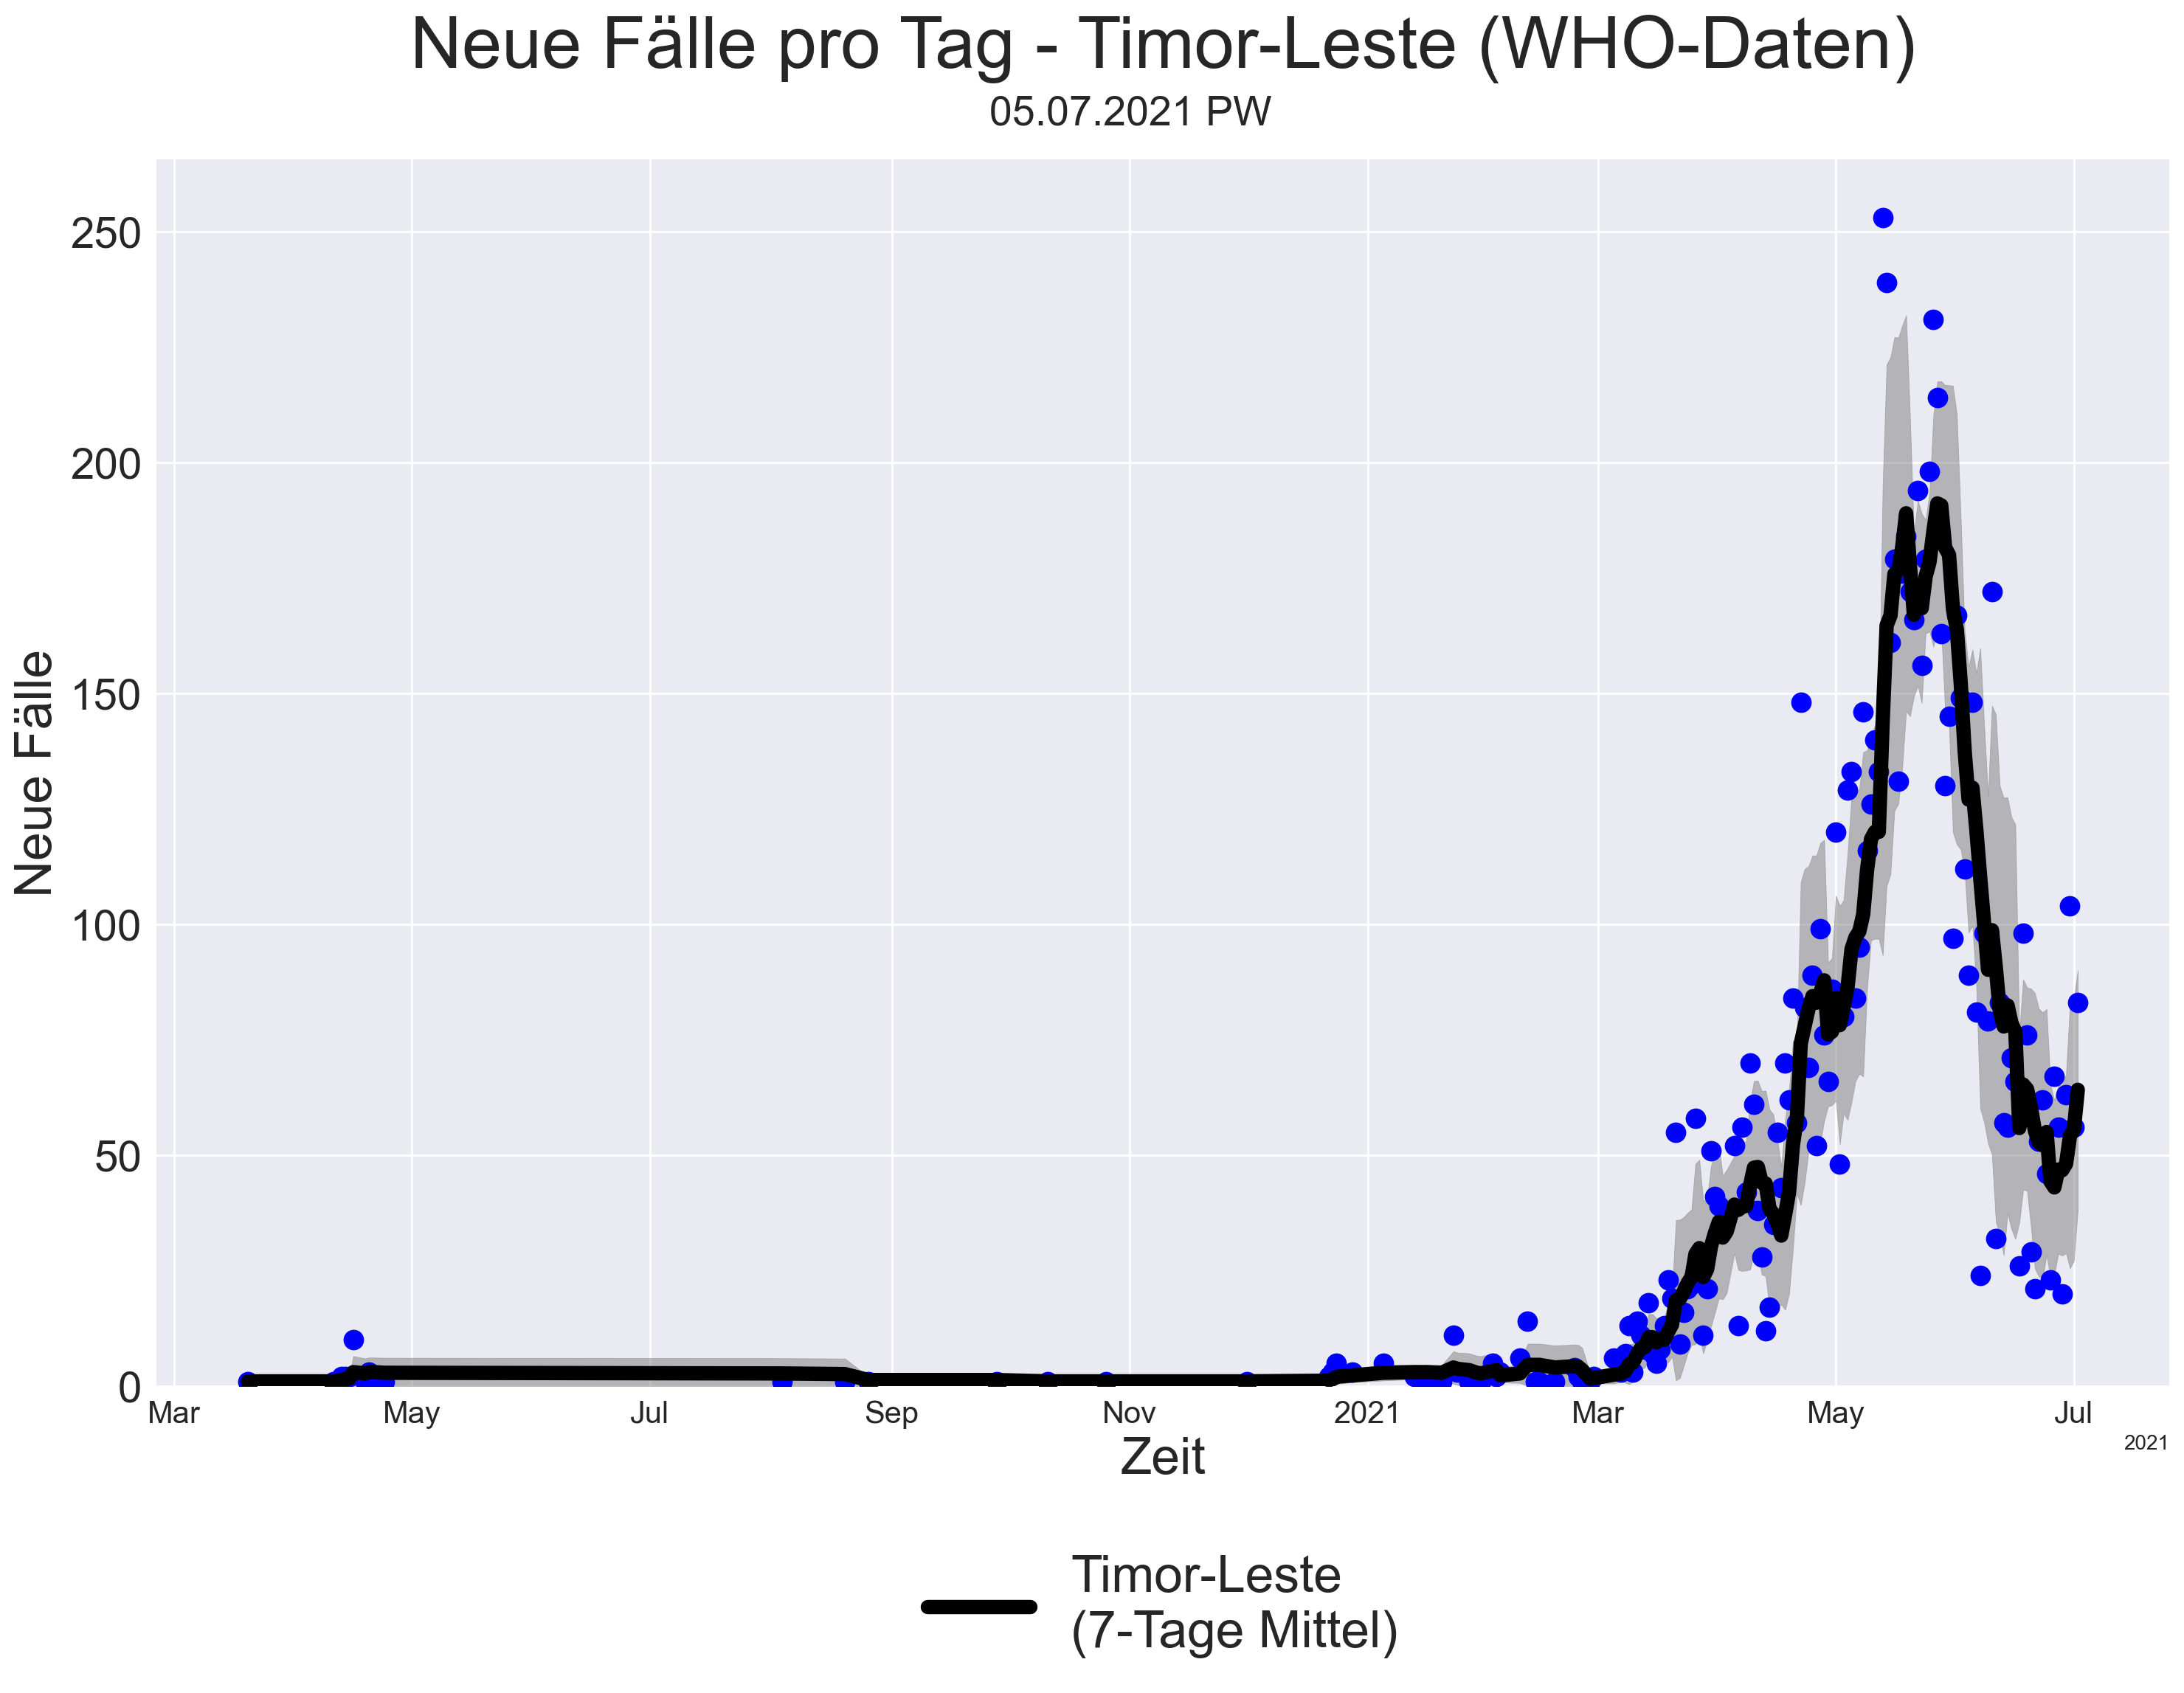 Neue Fälle pro Tag - Timor-Leste (WHO-Daten)
05.07.2021 PW
Neue Fälle
250
200
150
100
50
0
Mar May Jul Sep Nov 2021 Mar May Jul
2021
Zeit
Timor-Leste
(7-Tage Mittel)